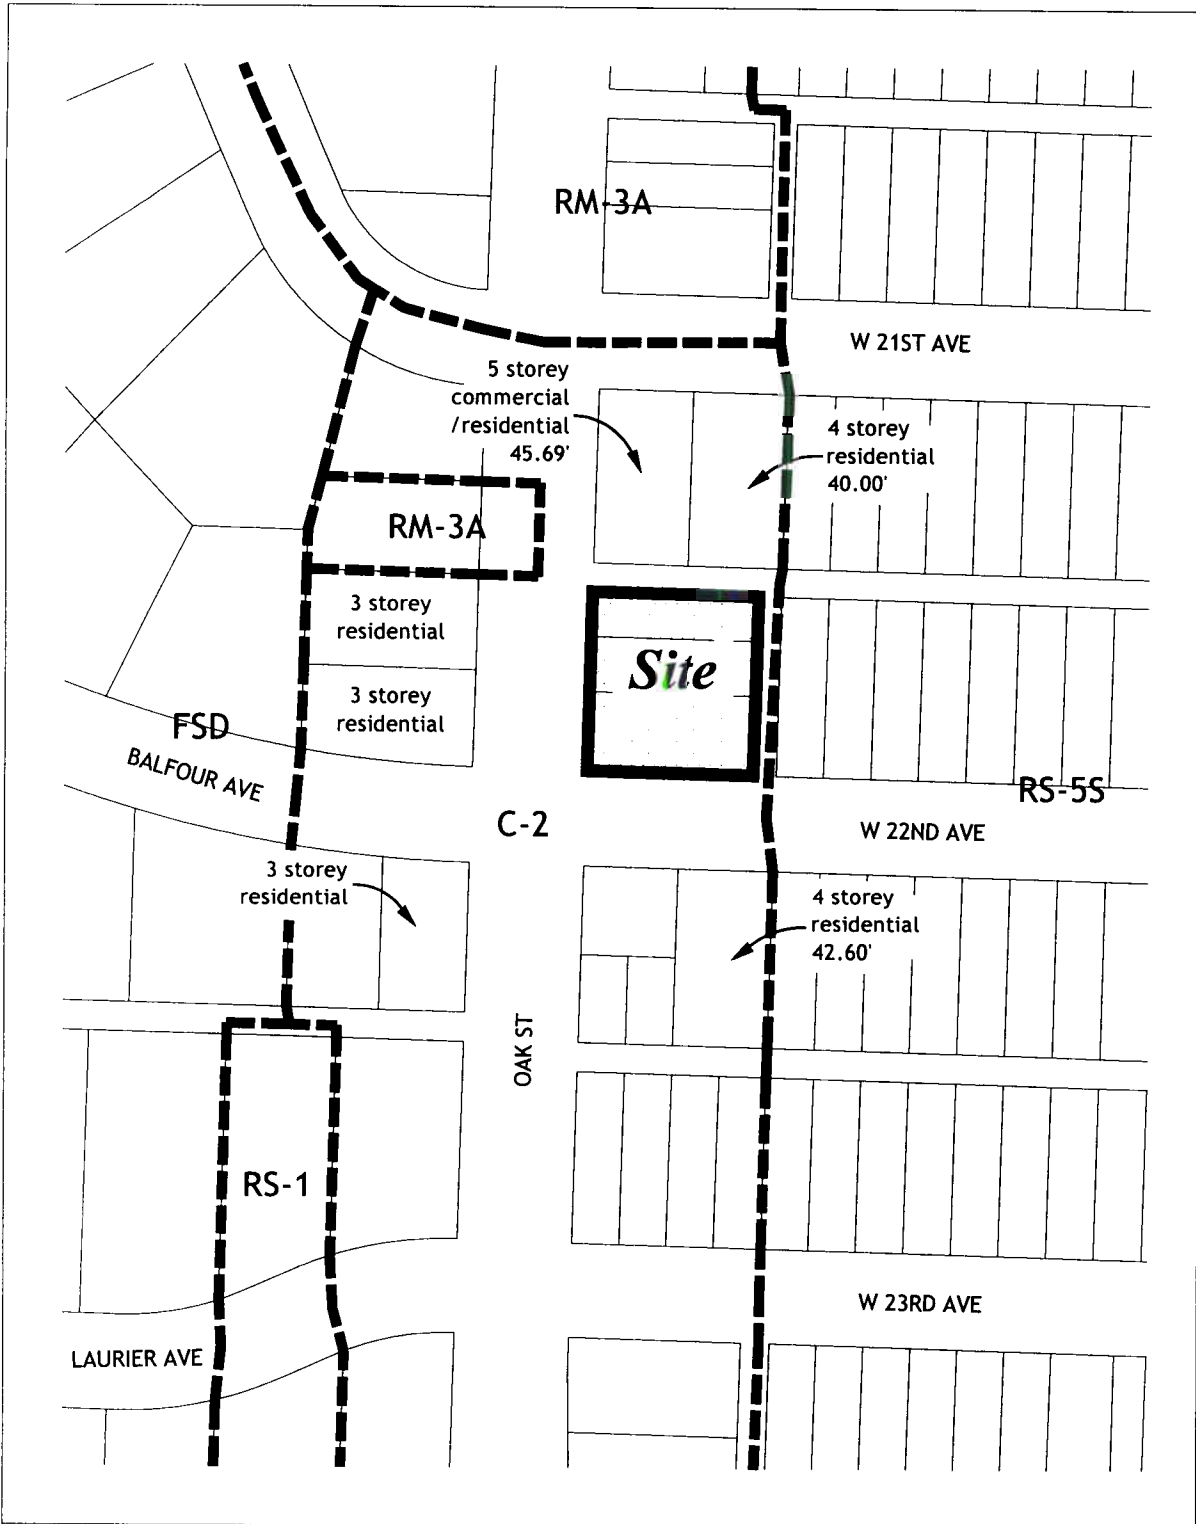 RM-3A
W 21ST AVE
5 storey
commercial
/residential
45.69'
4 storey
residential
40.00'
RM-3A
3 storey
residential
Site
3 storey
residential
FSD
BALFOUR AVE
RS-5S
C-2
W 22ND AVE
3 storey
residential
4 storey
residential
42.60'
OAK ST
RS-1
W 23RD AVE
LAURIER AVE